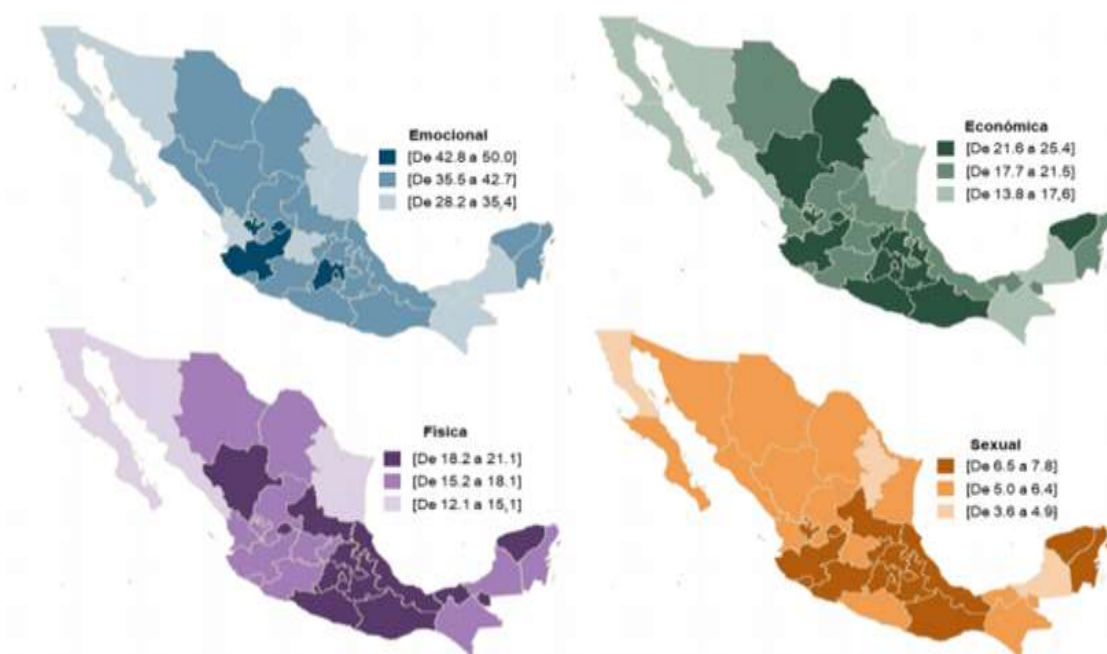 Emocional
[De 42.8 a 50.0]
[De 35.5 a 42.7]
[De 28.2 a 35,4]
Económica
[De 21.6 a 25.4]
[De 17.7 a 21.5]
[De 13.8 a 17,6]
Física
[De 18.2 a 21.1]
[De 15.2 a 18.1]
[De 12.1 a 15,1]
Sexual
[De 6.5 a 7.8]
[De 5.0 a 6.4]
[De 3.6 a 4.9]